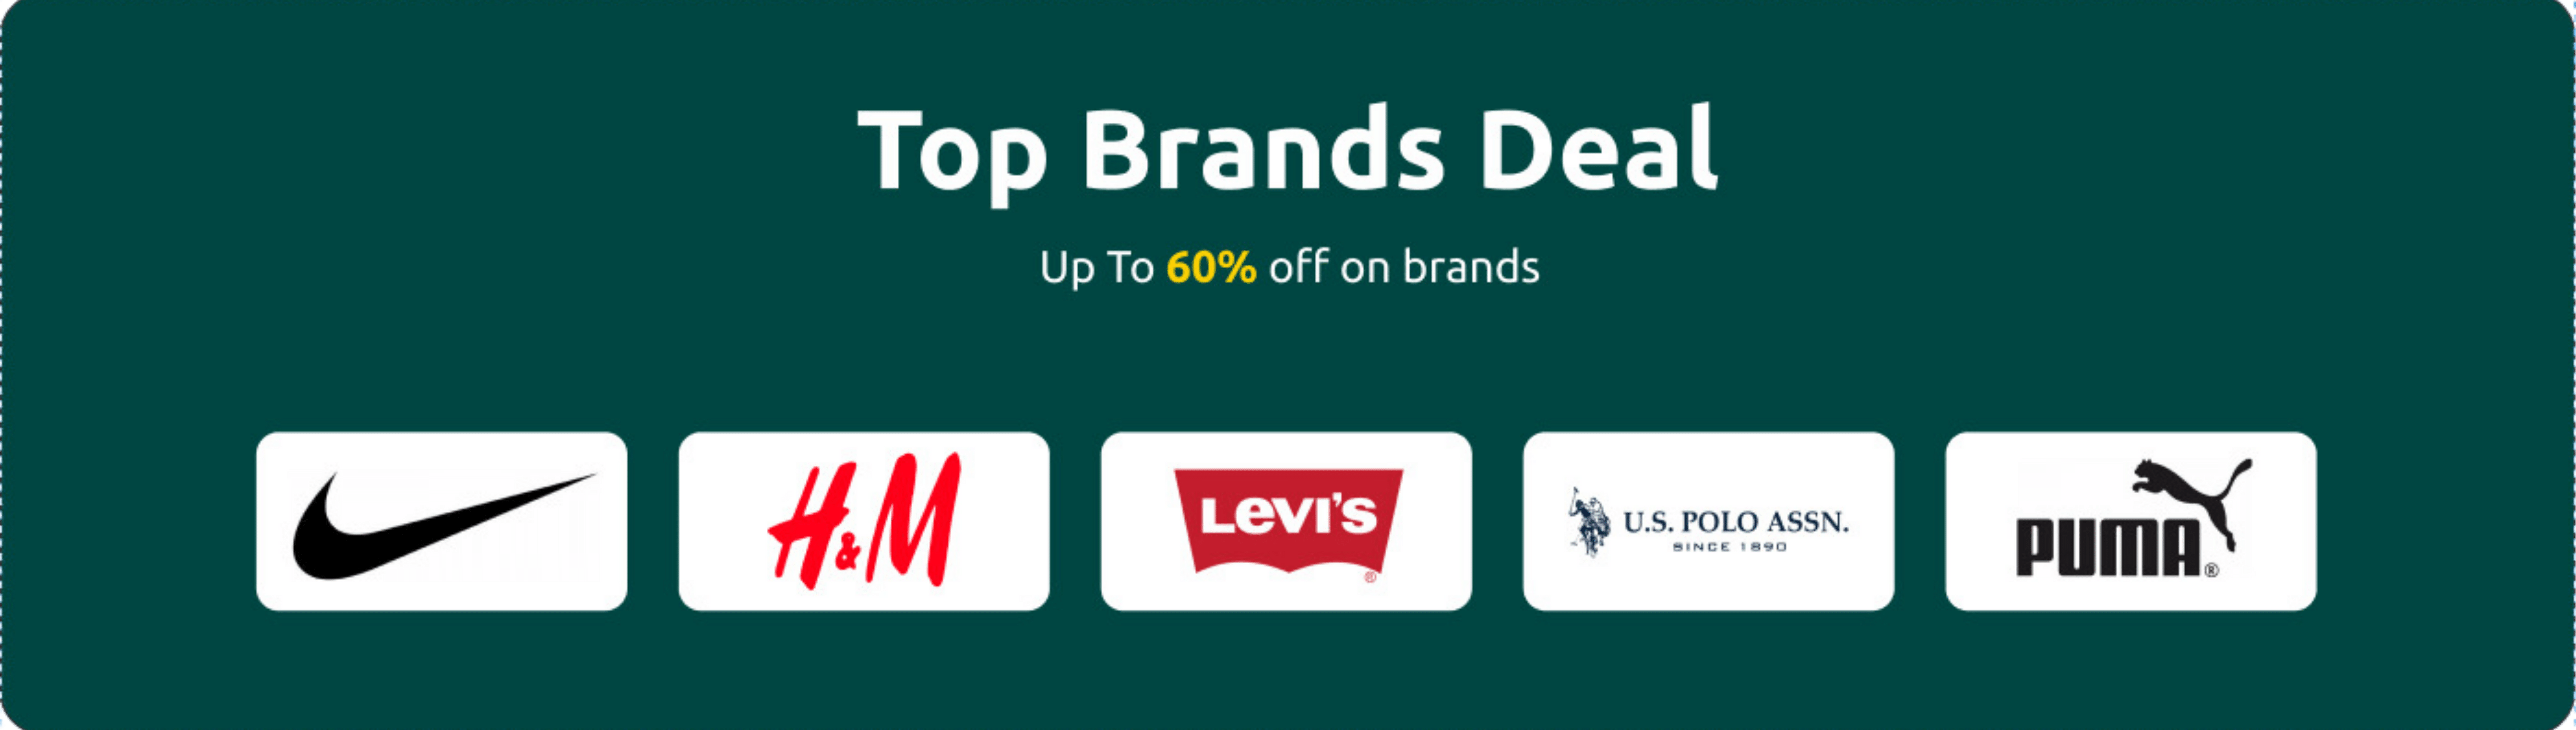 Top Brands Deal
Up To 60% off on brands
H&M
LEVI'S
®
U.S. POLO ASSN.
SINCE 1890
PUMA®